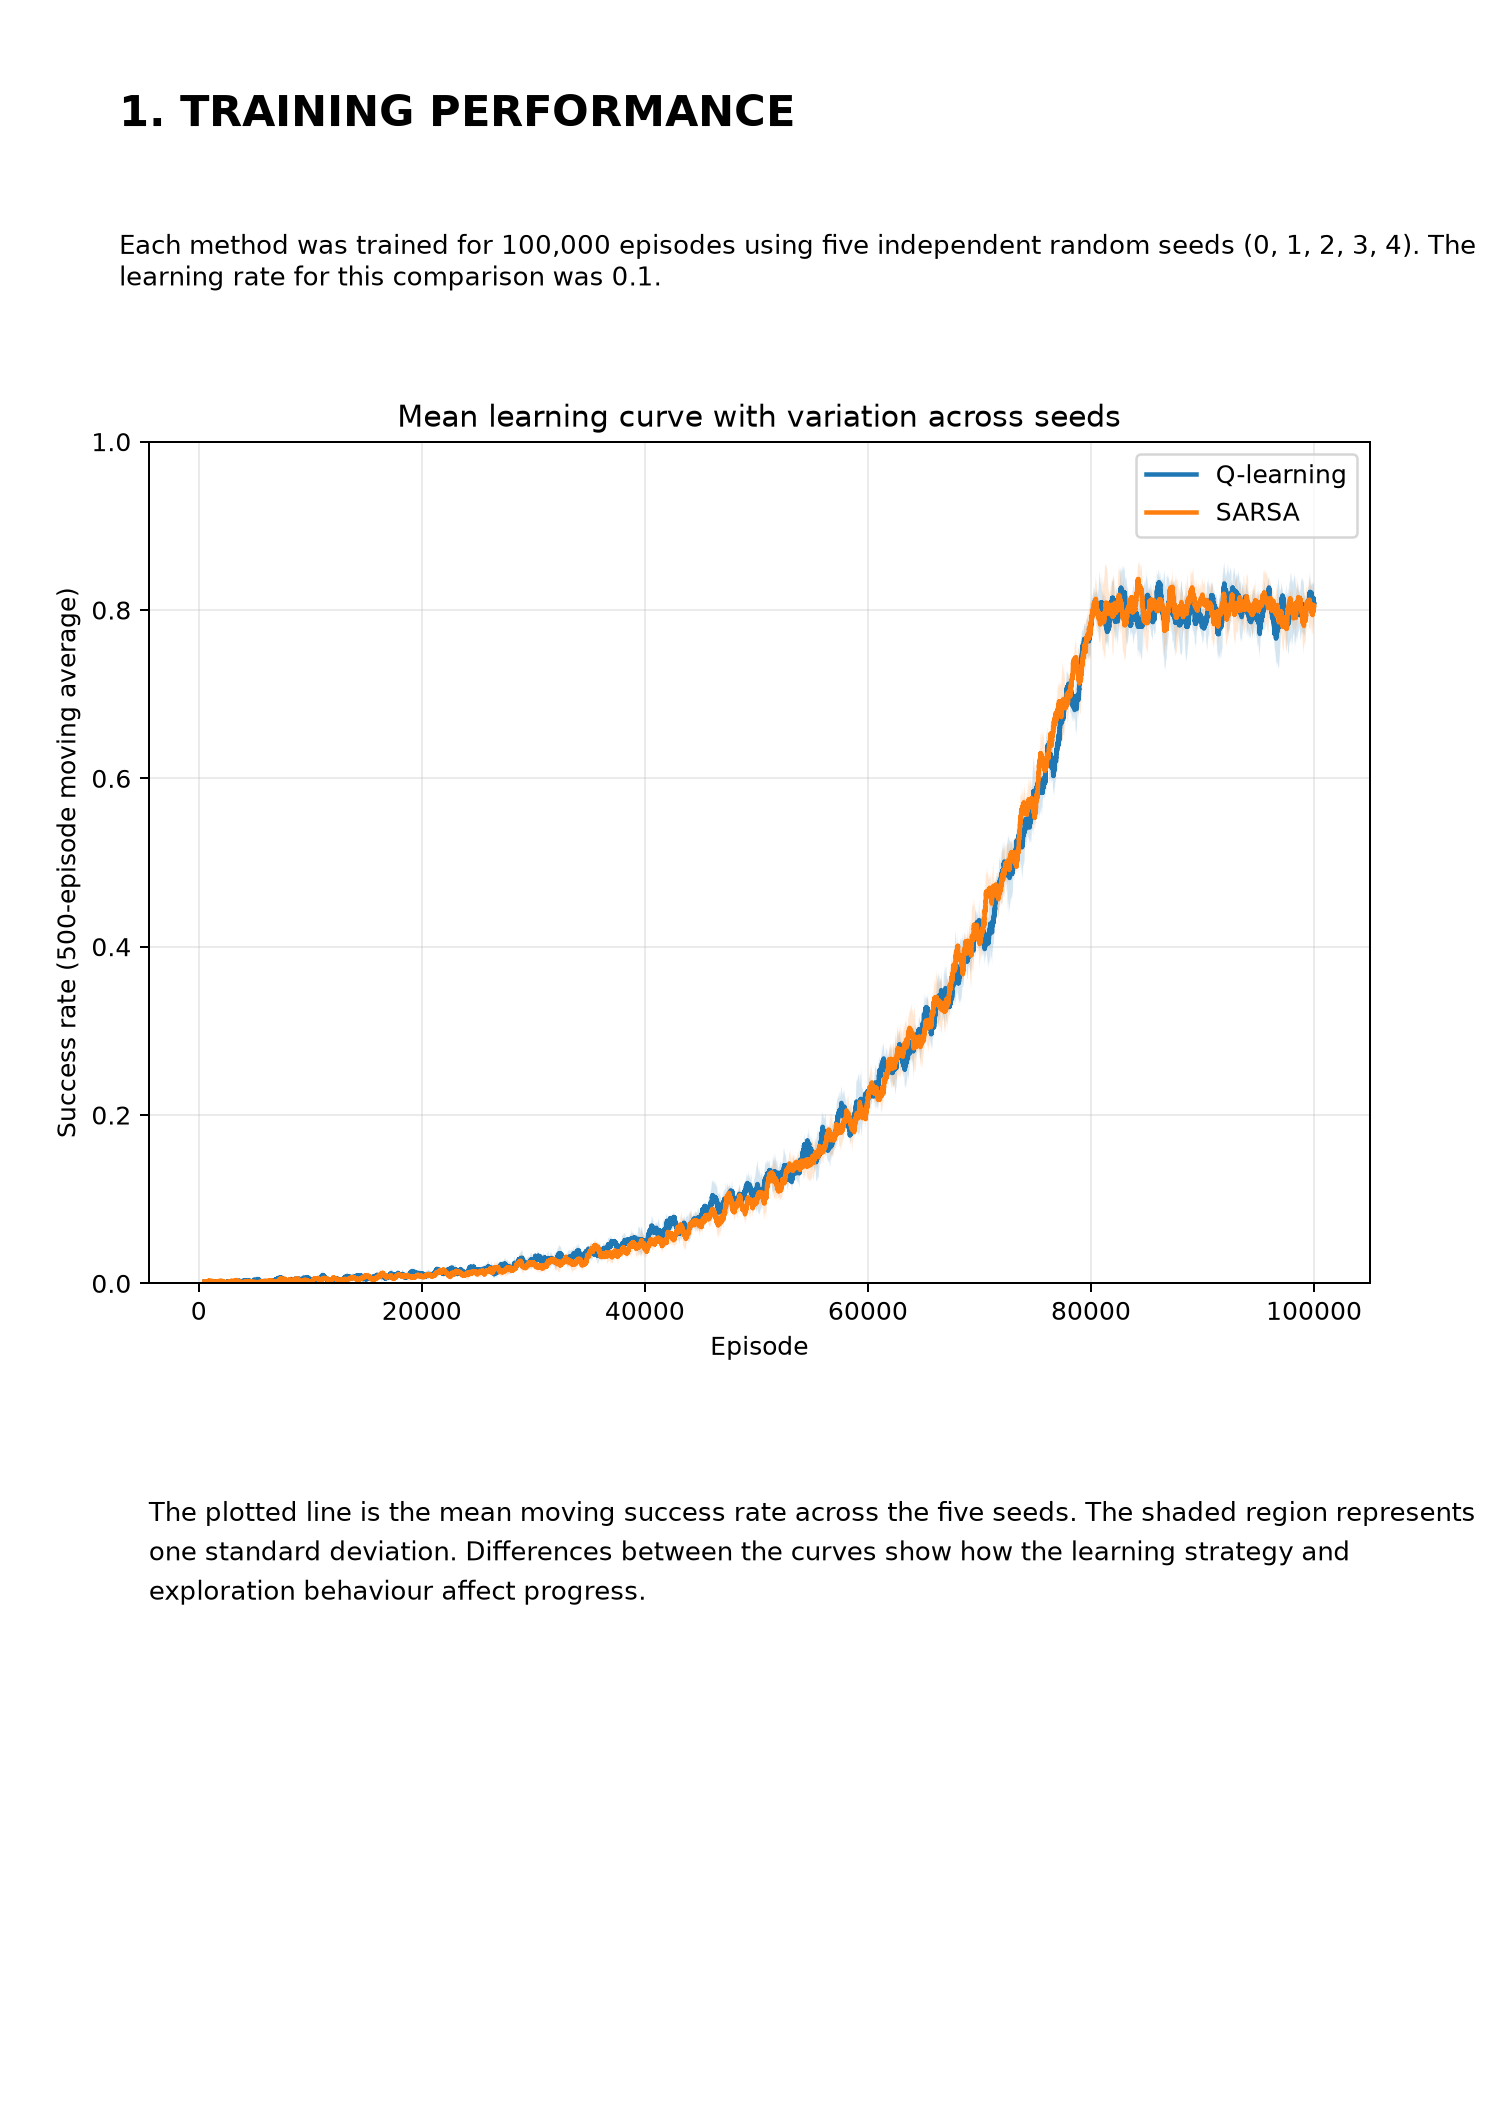 1. TRAINING PERFORMANCE
Each method was trained for 100,000 episodes using five independent random seeds (0, 1, 2, 3, 4). The
learning rate for this comparison was 0.1.
Mean learning curve with variation across seeds
1.0
0.8
0.6
0.4
0.2
0.0
Success rate (500-episode moving average)
Q-learning
SARSA
0 20000 40000 60000 80000 100000
Episode
The plotted line is the mean moving success rate across the five seeds. The shaded region represents
one standard deviation. Differences between the curves show how the learning strategy and
exploration behaviour affect progress.